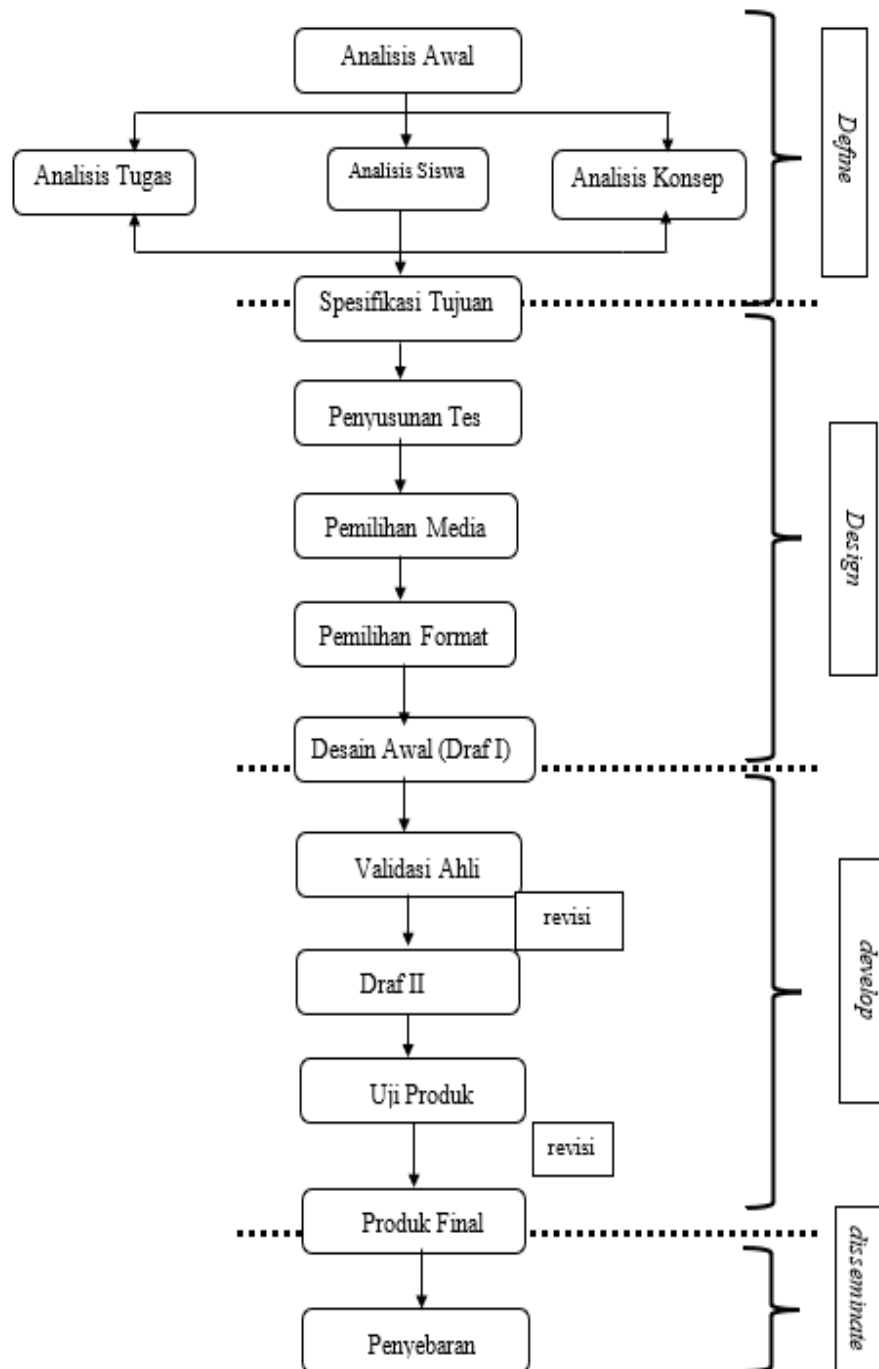 Analisis Awal
Define
Analisis Tugas
Analisis Siswa
Analisis Konsep
Spesifikasi Tujuan
Penyusunan Tes
Design
Pemilihan Media
Pemilihan Format
Desain Awal (Draf I)
Validasi Ahli
revisi
develop
Draf II
Uji Produk
revisi
Produk Final
disseminate
Penyebaran